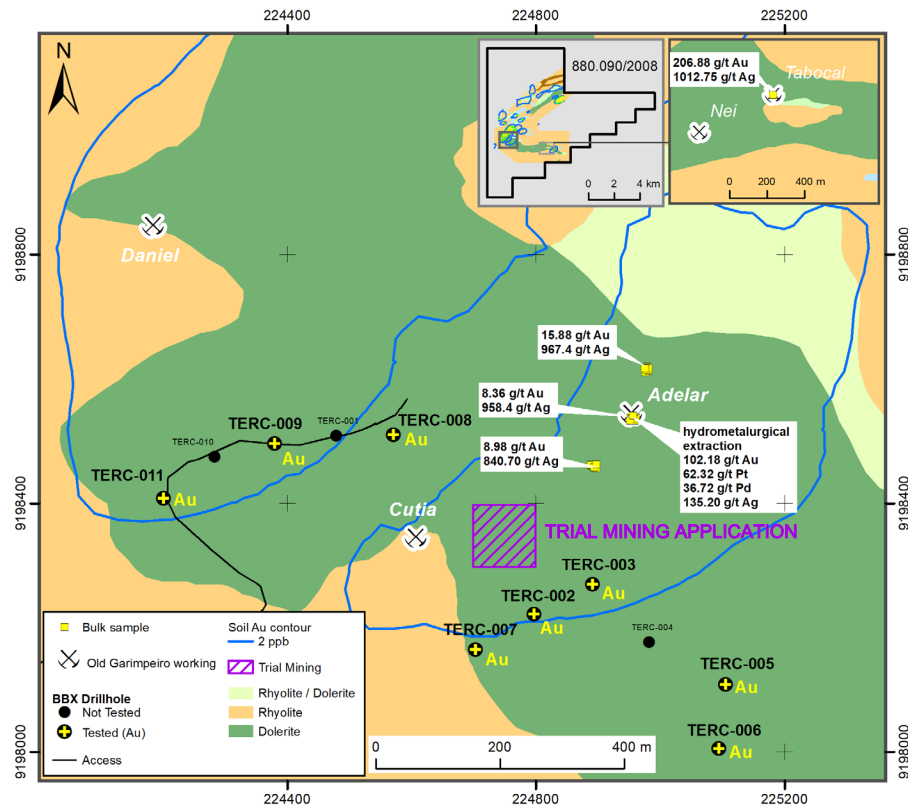 224400
224800
225200
N
880.090/2008
0 2 4 km
206.88 g/t Au
1012.75 g/t Ag
Tabocal
Nei
0 200 400 m
9198800
9198800
Daniel
15.88 g/t Au
967.4 g/t Ag
Adelar
8.36 g/t Au
958.4 g/t Ag
hydrometalurgical
extraction
102.18 g/t Au
62.32 g/t Pt
36.72 g/t Pd
135.20 g/t Ag
8.98 g/t Au
840.70 g/t Ag
TERC-009
Au
TERC-001
TERC-008
Au
TERC-010
TERC-011
Au
9198400
9198400
Cutia
TRIAL MINING APPLICATION
TERC-003
Au
TERC-002
Au
TERC-007
Au
TERC-004
TERC-005
Au
TERC-006
Au
Bulk sample
Old Garimpeiro working
BBX Drillhole
Not Tested
Tested (Au)
Access
Soil Au contour
2 ppb
Trial Mining
Rhyolite / Dolerite
Rhyolite
Dolerite
0 200 400 m
9198000
9198000
224400
224800
225200